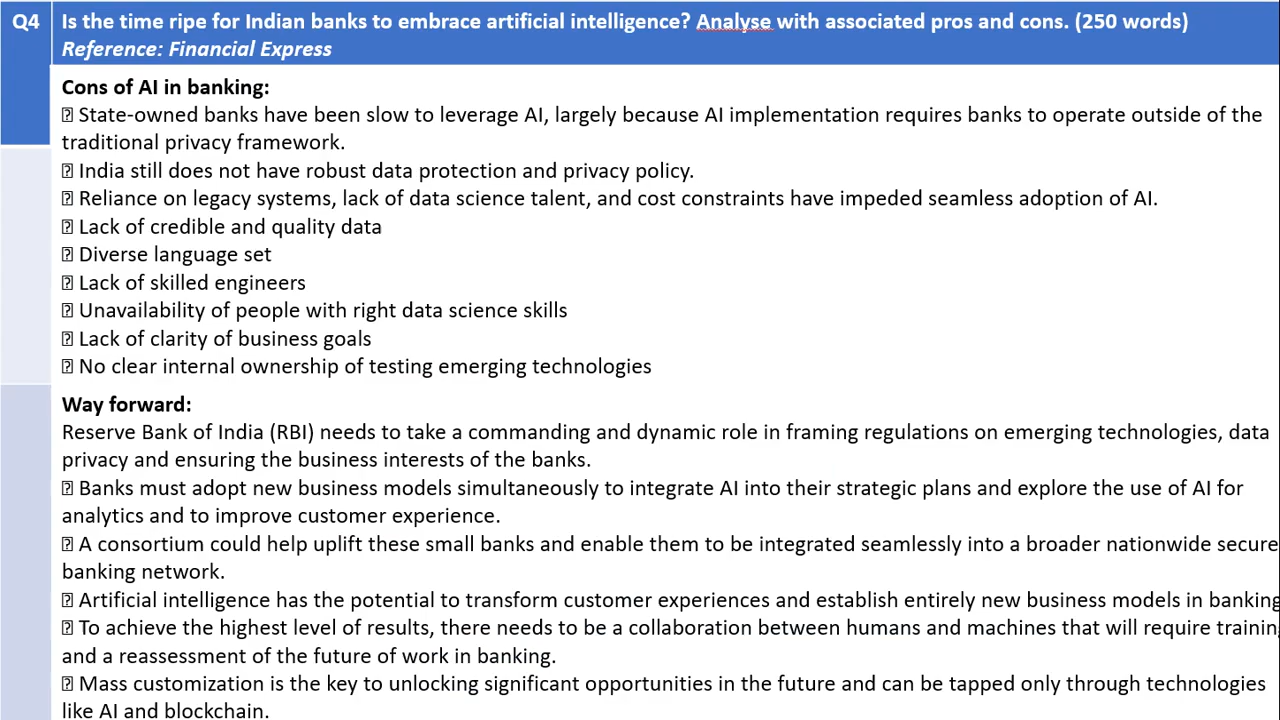 Q4 Is the time ripe for Indian banks to embrace artificial intelligence? Analyse with associated pros and cons. (250 words)
Reference: Financial Express
Cons of AI in banking:
State-owned banks have been slow to leverage AI, largely because AI implementation requires banks to operate outside of the
traditional privacy framework.
India still does not have robust data protection and privacy policy.
Reliance on legacy systems, lack of data science talent, and cost constraints have impeded seamless adoption of AI.
Lack of credible and quality data
Diverse language set
Lack of skilled engineers
Unavailability of people with right data science skills
Lack of clarity of business goals
No clear internal ownership of testing emerging technologies
Way forward:
Reserve Bank of India (RBI) needs to take a commanding and dynamic role in framing regulations on emerging technologies, data
privacy and ensuring the business interests of the banks.
Banks must adopt new business models simultaneously to integrate AI into their strategic plans and explore the use of AI for
analytics and to improve customer experience.
A consortium could help uplift these small banks and enable them to be integrated seamlessly into a broader nationwide secure
banking network.
Artificial intelligence has the potential to transform customer experiences and establish entirely new business models in banking
To achieve the highest level of results, there needs to be a collaboration between humans and machines that will require trainin
and a reassessment of the future of work in banking.
Mass customization is the key to unlocking significant opportunities in the future and can be tapped only through technologies
like AI and blockchain.